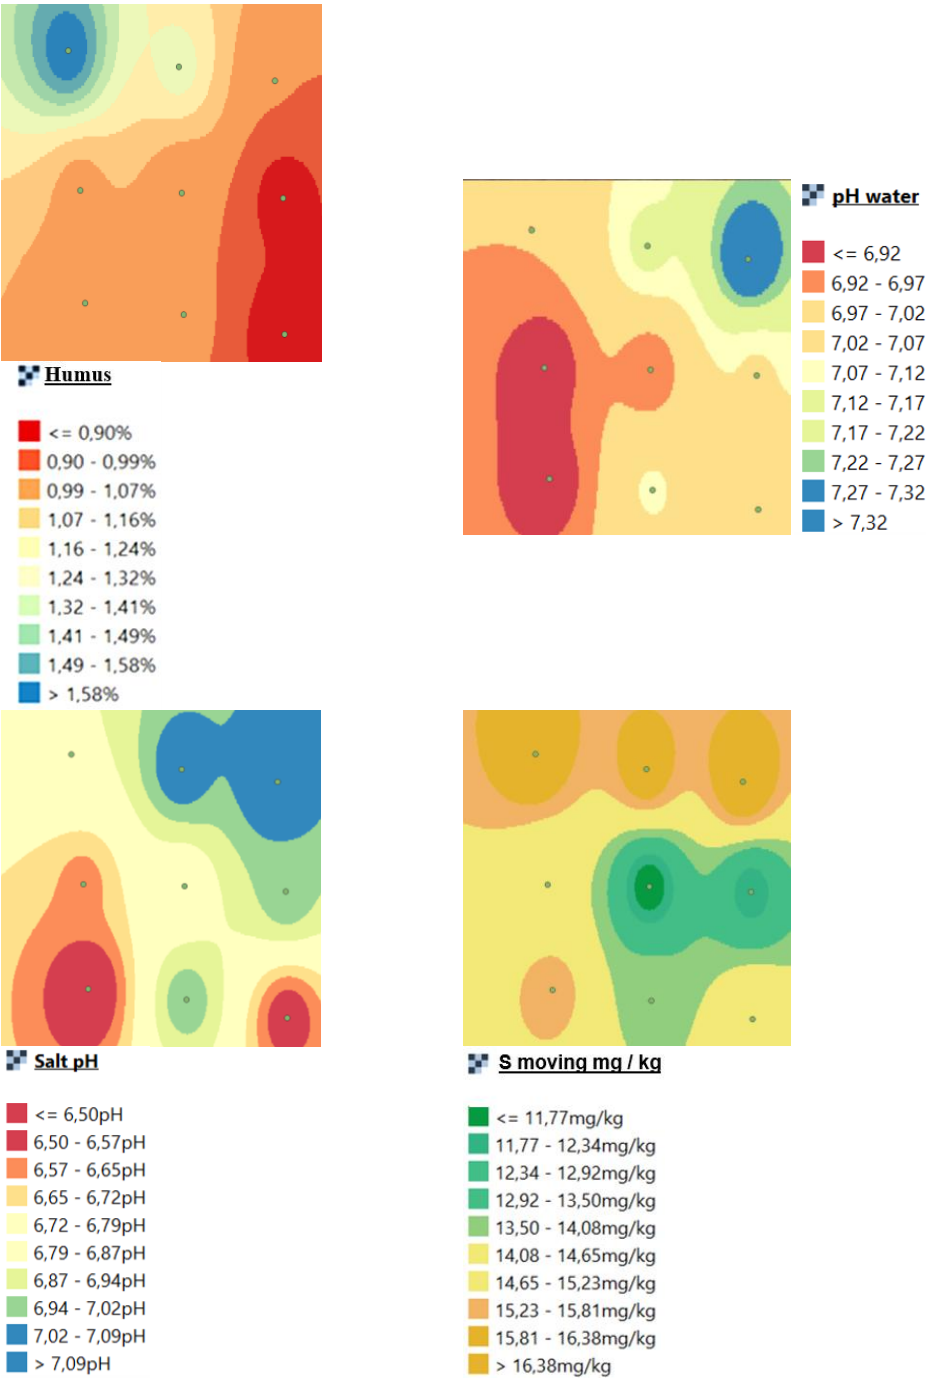 Humus
<= 0,90%
0,90 - 0,99%
0,99 - 1,07%
1,07 - 1,16%
1,16 - 1,24%
1,24 - 1,32%
1,32 - 1,41%
1,41 - 1,49%
1,49 - 1,58%
> 1,58%
pH water
<= 6,92
6,92 - 6,97
6,97 - 7,02
7,02 - 7,07
7,07 - 7,12
7,12 - 7,17
7,17 - 7,22
7,22 - 7,27
7,27 - 7,32
> 7,32
Salt pH
<= 6,50pH
6,50 - 6,57pH
6,57 - 6,65pH
6,65 - 6,72pH
6,72 - 6,79pH
6,79 - 6,87pH
6,87 - 6,94pH
6,94 - 7,02pH
7,02 - 7,09pH
> 7,09pH
S moving mg / kg
<= 11,77mg/kg
11,77 - 12,34mg/kg
12,34 - 12,92mg/kg
12,92 - 13,50mg/kg
13,50 - 14,08mg/kg
14,08 - 14,65mg/kg
14,65 - 15,23mg/kg
15,23 - 15,81mg/kg
15,81 - 16,38mg/kg
> 16,38mg/kg